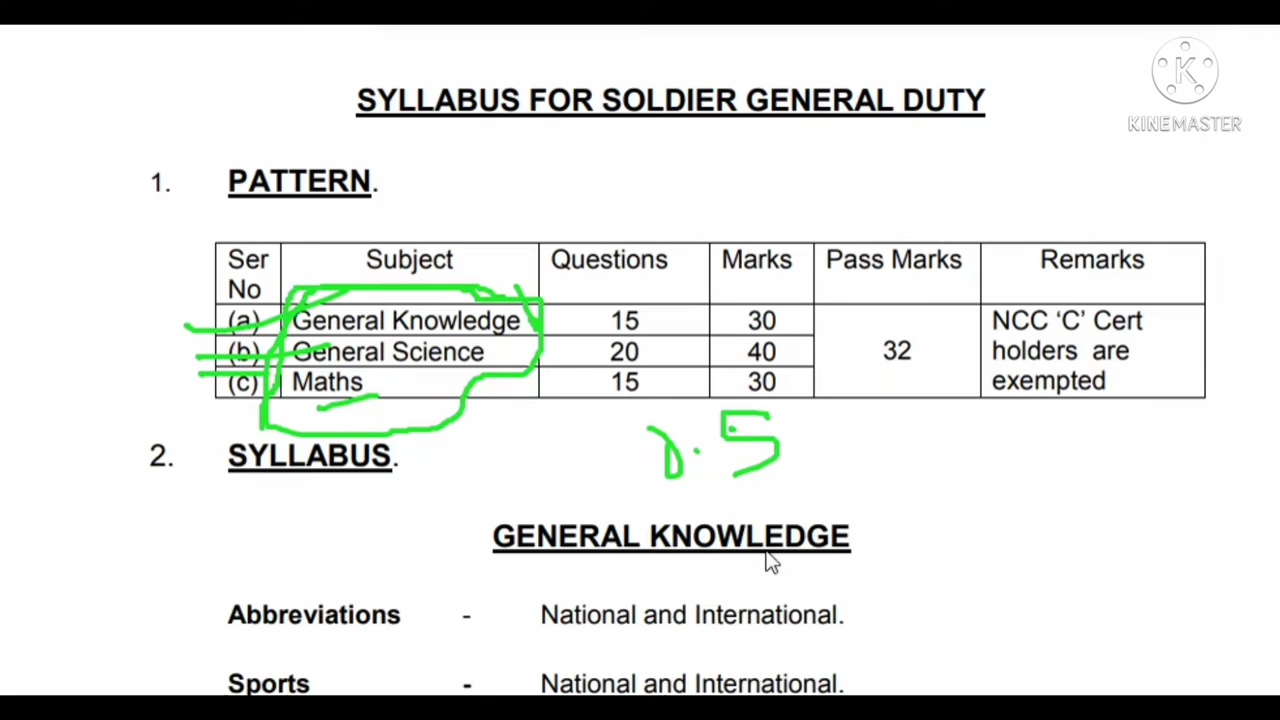 KINEMASTER
SYLLABUS FOR SOLDIER GENERAL DUTY
1. PATTERN.
Ser No Subject Questions Marks Pass Marks Remarks
(a) General Knowledge 15 30 32 NCC ‘C’ Cert holders are exempted
(b) General Science 20 40
(c) Maths 15 30
0.5
2. SYLLABUS.
GENERAL KNOWLEDGE
Abbreviations - National and International.
Sports - National and International.